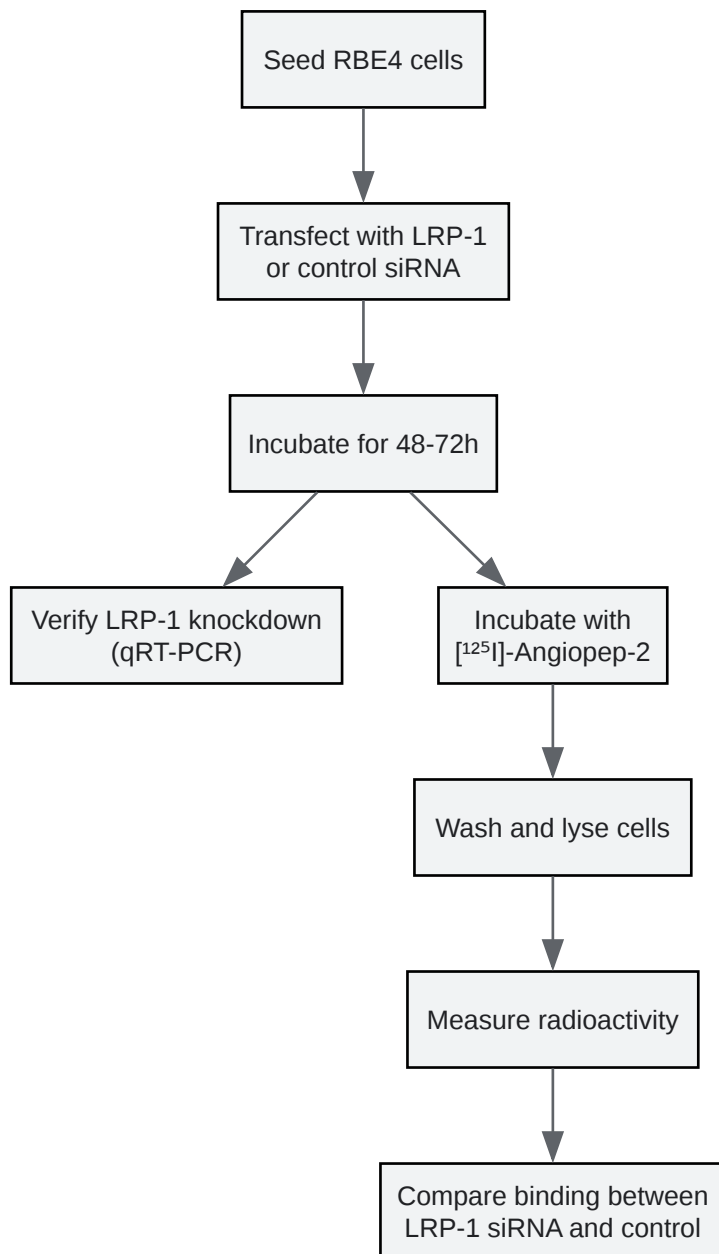 Seed RBE4 cells
Transfect with LRP-1
or control siRNA
Incubate for 48-72h
Verify LRP-1 knockdown
(qRT-PCR)
Incubate with
[¹²⁵I]-Angiopep-2
Wash and lyse cells
Measure radioactivity
Compare binding between
LRP-1 siRNA and control